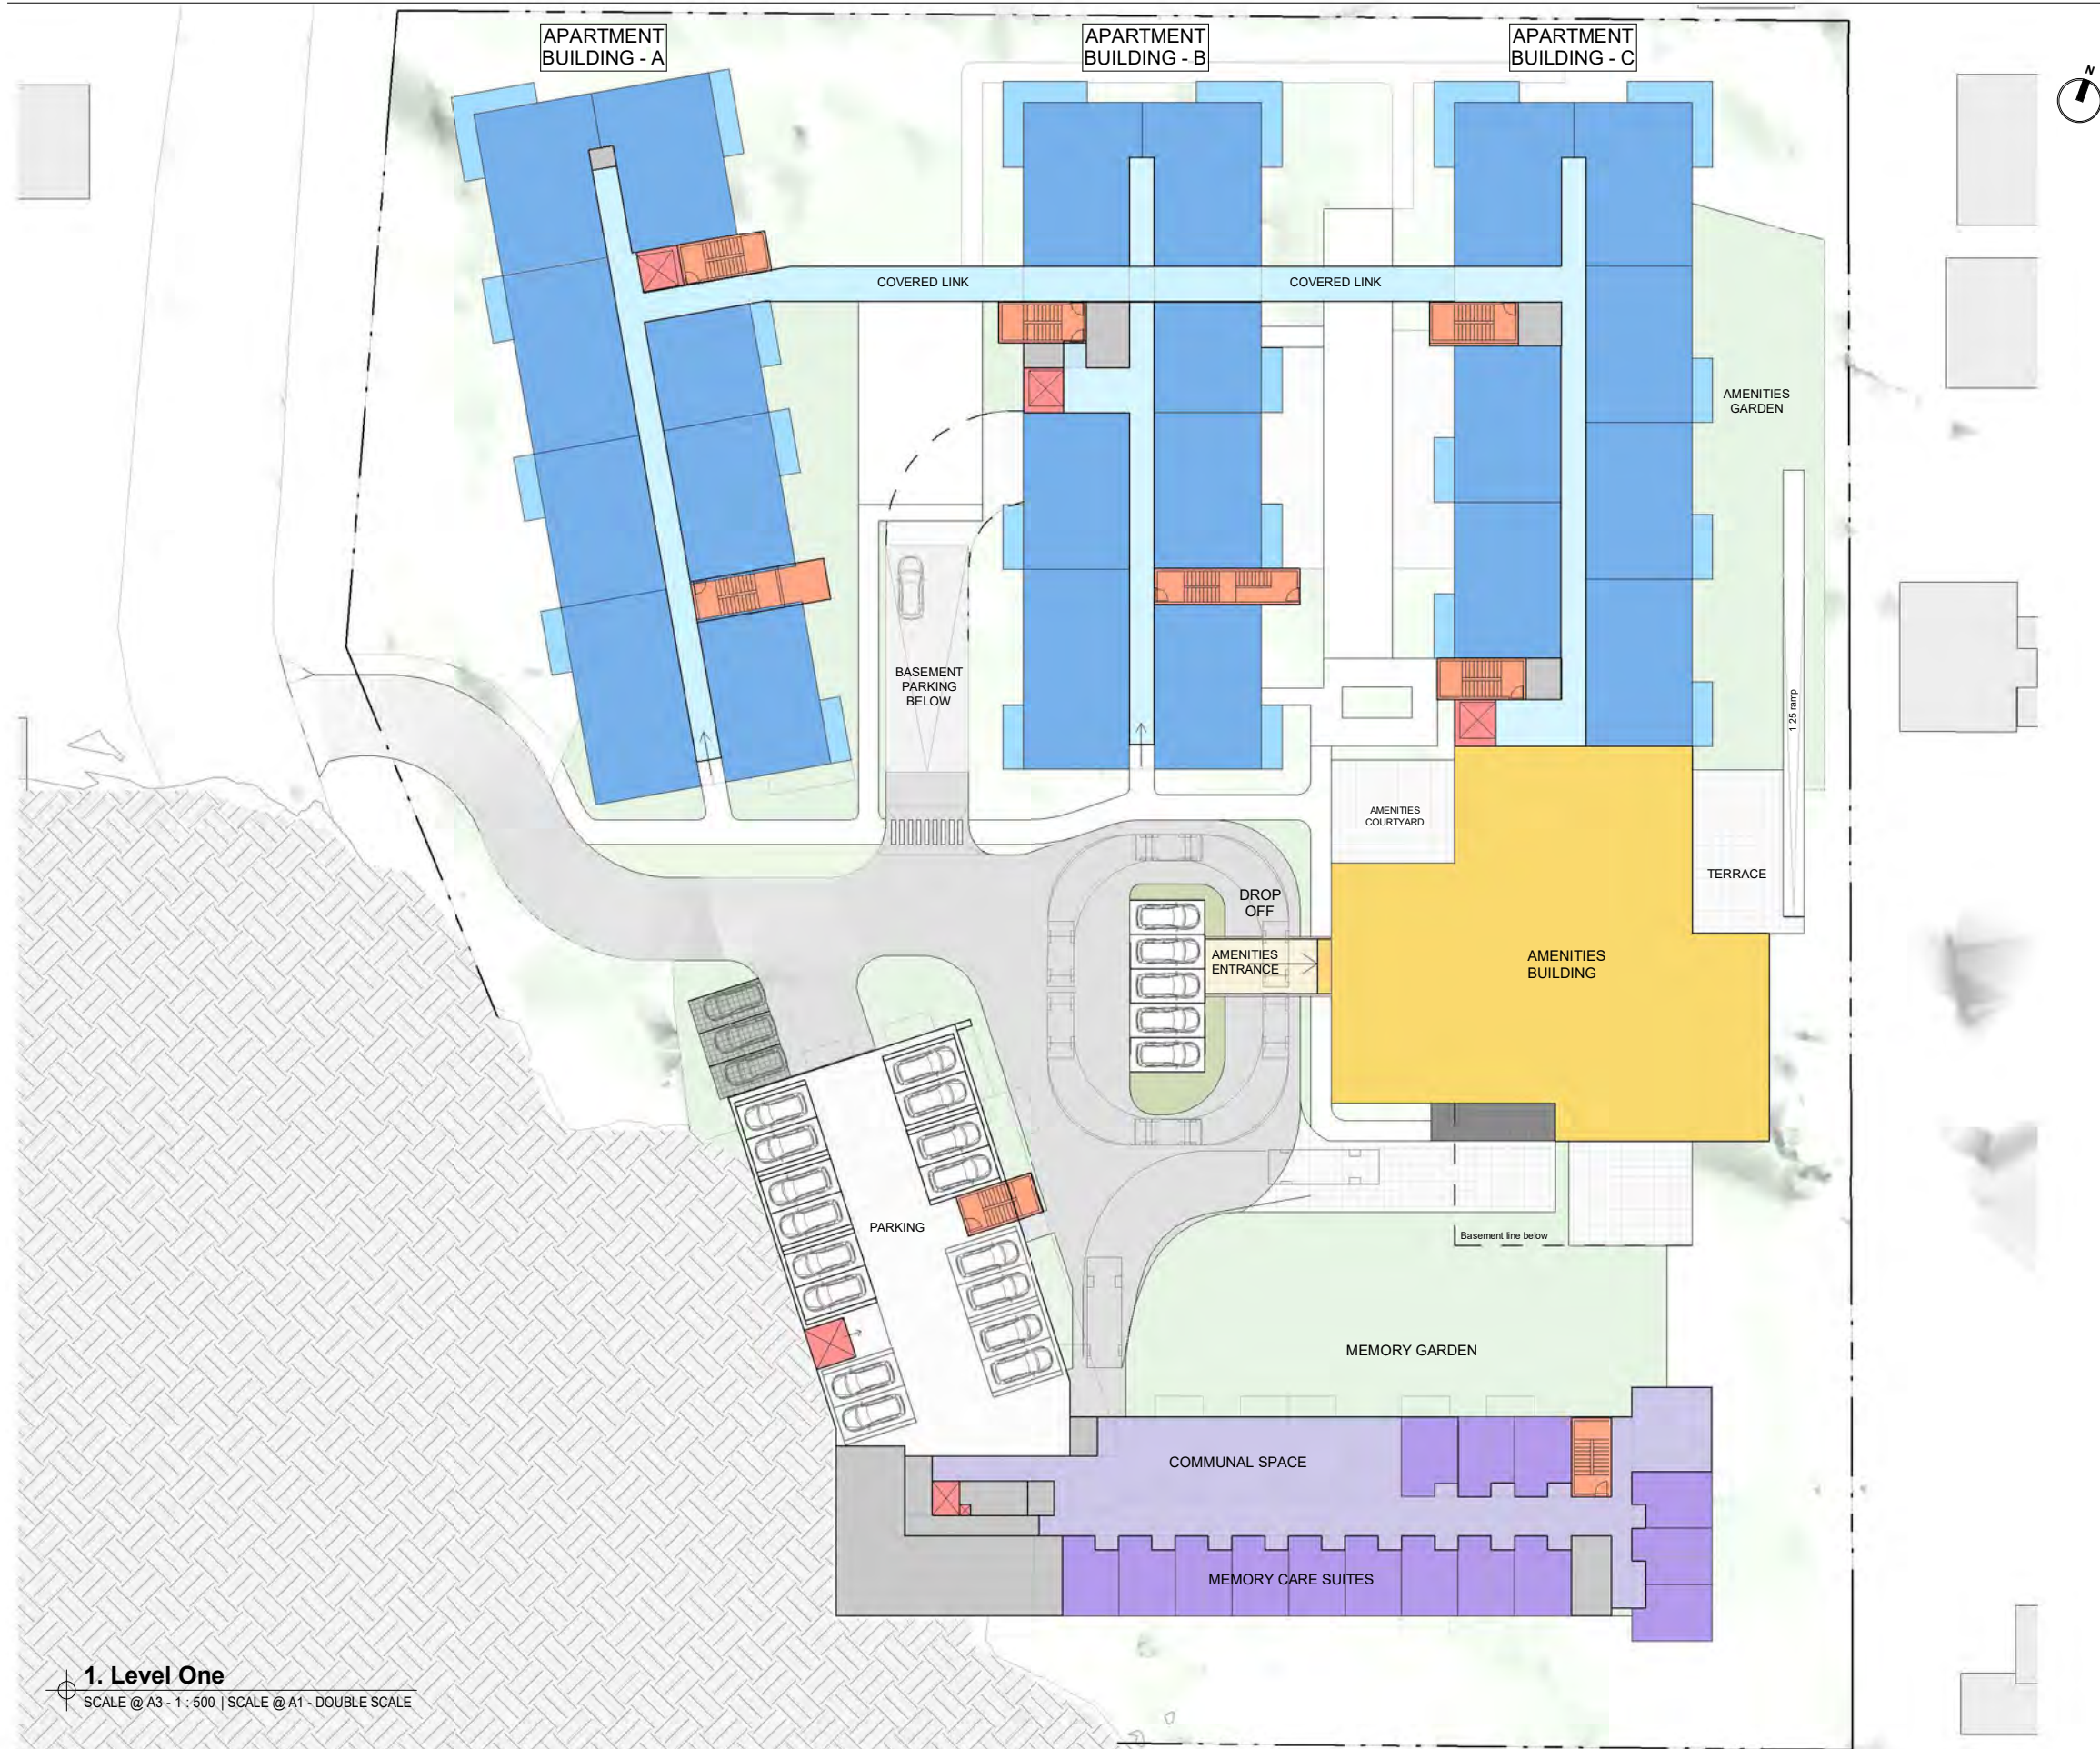 APARTMENT
BUILDING - A
APARTMENT
BUILDING - B
APARTMENT
BUILDING - C
N
COVERED LINK
COVERED LINK
AMENITIES
GARDEN
BASEMENT
PARKING
BELOW
1:25 ramp
AMENITIES
COURTYARD
TERRACE
DROP
OFF
AMENITIES
ENTRANCE
AMENITIES
BUILDING
PARKING
Basement line below
MEMORY GARDEN
COMMUNAL SPACE
MEMORY CARE SUITES
1. Level One
SCALE @ A3 - 1 : 500 | SCALE @ A1 - DOUBLE SCALE